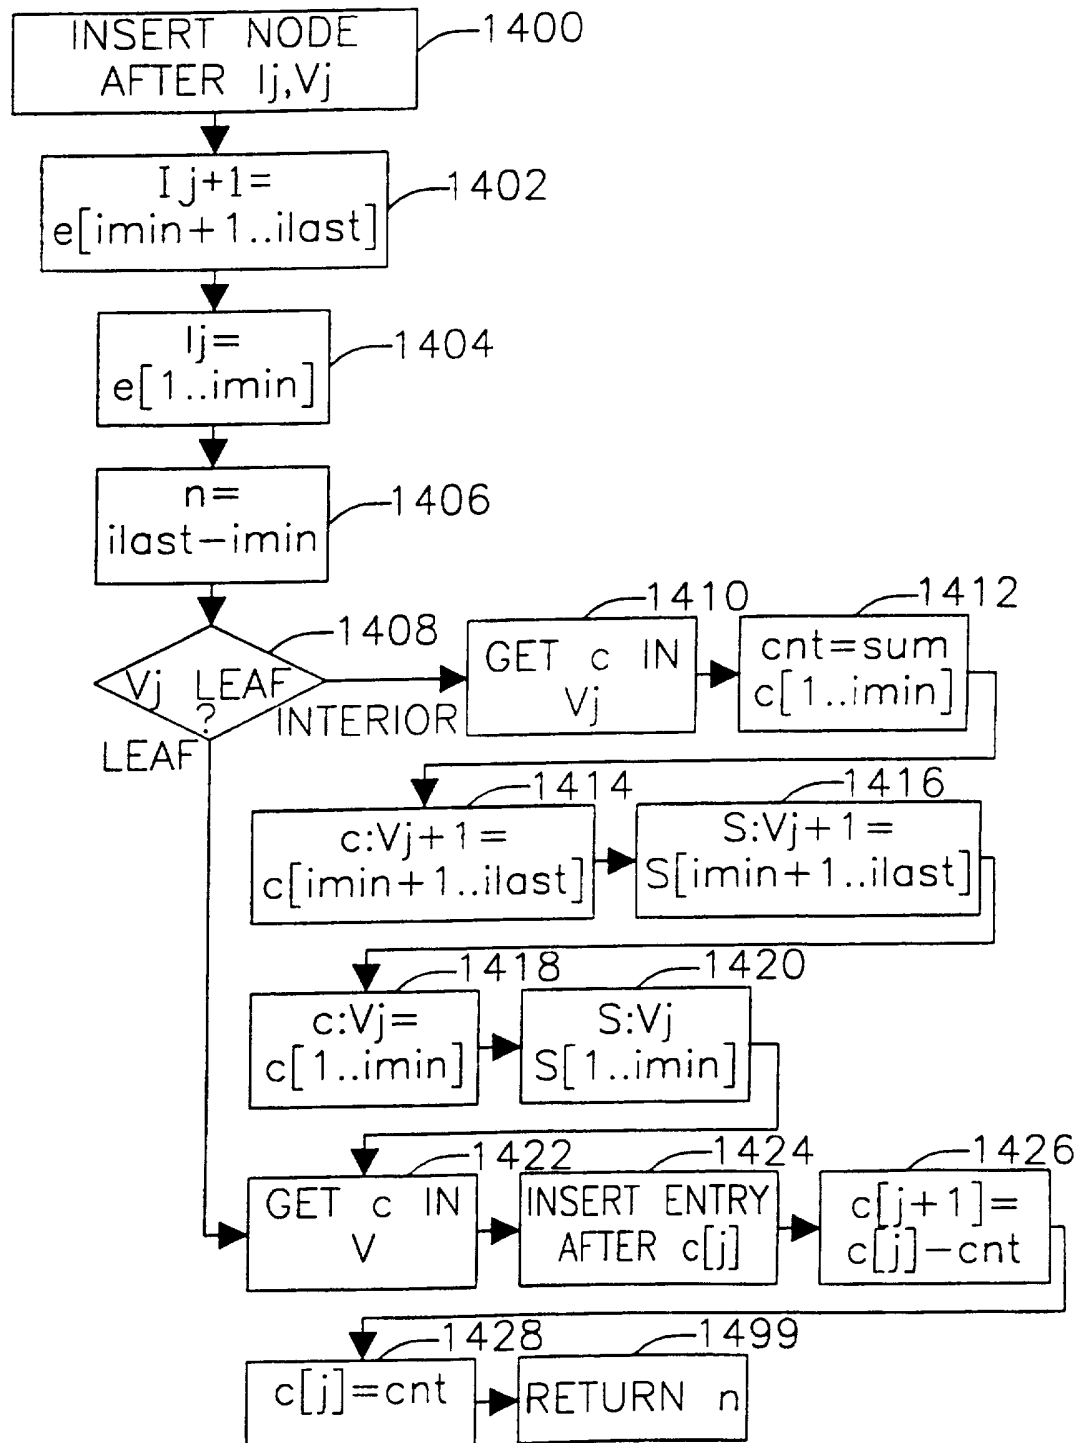 INSERT NODE
AFTER Ij,Vj
1400
Ij+1=
e[imin+1..ilast]
1402
Ij=
e[1..imin]
1404
n=
ilast-imin
1406
Vj LEAF
?
1408
INTERIOR
LEAF
GET c IN
Vj
1410
cnt=sum
c[1..imin]
1412
c:Vj+1=
c[imin+1..ilast]
1414
S:Vj+1=
S[imin+1..ilast]
1416
c:Vj=
c[1..imin]
1418
S:Vj
S[1..imin]
1420
GET c IN
V
1422
INSERT ENTRY
AFTER c[j]
1424
c[j+1]=
c[j]-cnt
1426
c[j]=cnt
1428
RETURN n
1499